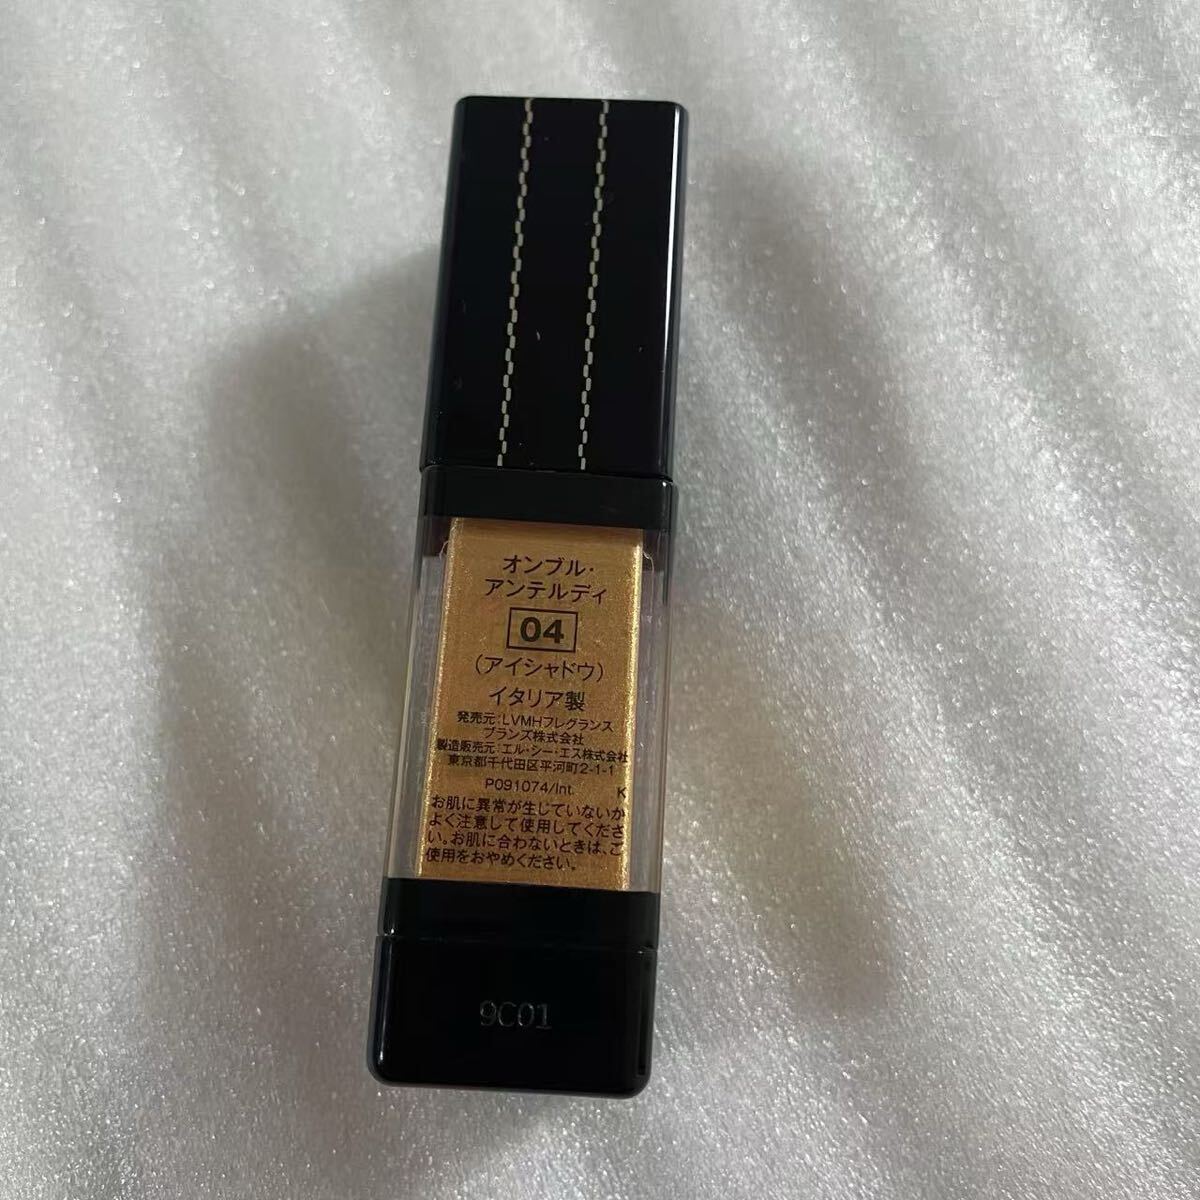 オンブル・
アンテルディ
04
(アイシャドウ)
イタリア製
発売元:LVMHフレグランス
ブランズ株式会社
製造販売元:エル・シー・エス株式会社
東京都千代田区平河町2-1-1
P091074/Int. K
お肌に異常が生じていないか
よく注意して使用してくださ
い。お肌に合わないときは、ご
使用をおやめください。
9C01